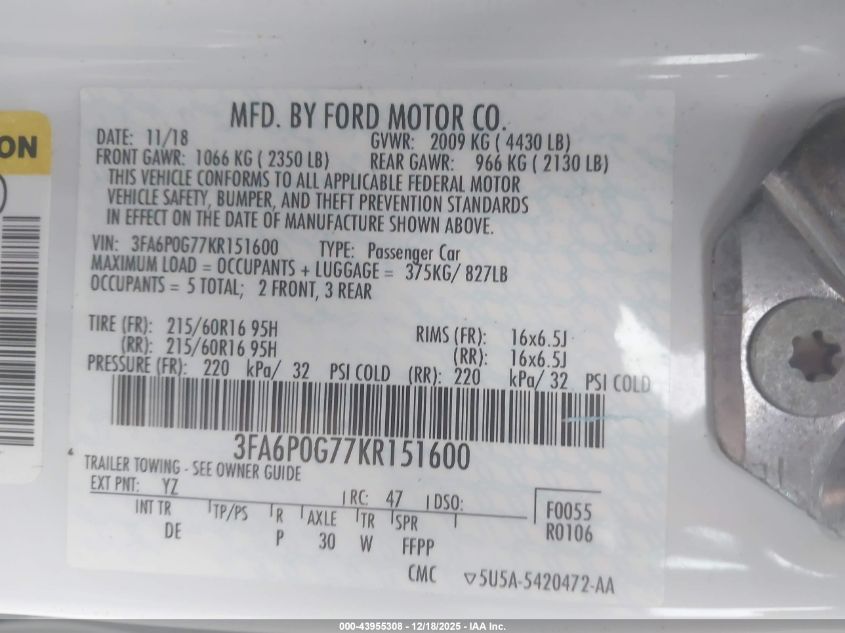 ON
MFD. BY FORD MOTOR CO.
DATE: 11/18 GVWR: 2009 KG ( 4430 LB)
FRONT GAWR: 1066 KG ( 2350 LB) REAR GAWR: 966 KG ( 2130 LB)
THIS VEHICLE CONFORMS TO ALL APPLICABLE FEDERAL MOTOR
VEHICLE SAFETY, BUMPER, AND THEFT PREVENTION STANDARDS
IN EFFECT ON THE DATE OF MANUFACTURE SHOWN ABOVE.
VIN: 3FA6P0G77KR151600 TYPE: Passenger Car
MAXIMUM LOAD = OCCUPANTS + LUGGAGE = 375KG/ 827LB
OCCUPANTS = 5 TOTAL; 2 FRONT, 3 REAR
TIRE (FR): 215/60R16 95H RIMS (FR): 16x6.5J
(RR): 215/60R16 95H (RR): 16x6.5J
PRESSURE (FR): 220 kPa/ 32 PSI COLD (RR): 220 kPa/ 32 PSI COLD
3FA6P0G77KR151600
TRAILER TOWING - SEE OWNER GUIDE
EXT PNT: YZ RC: 47 DSO: F0055
INT TR TP/PS R AXLE TR SPR R0106
DE P 30 W FFPP
CMC 5U5A-5420472-AA
000-43955308 - 12/18/2025 - IAA Inc.